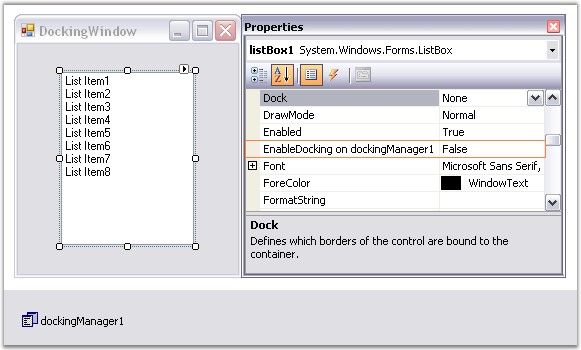 DockingWindow
List Item1
List Item2
List Item3
List Item4
List Item5
List Item6
List Item7
List Item8
Properties
listBox1 System.Windows.Forms.ListBox
Dock None
DrawMode Normal
Enabled True
EnableDocking on dockingManager1 False
Font Microsoft Sans Serif,
ForeColor WindowText
FormatString
Dock
Defines which borders of the control are bound to the
container.
dockingManager1